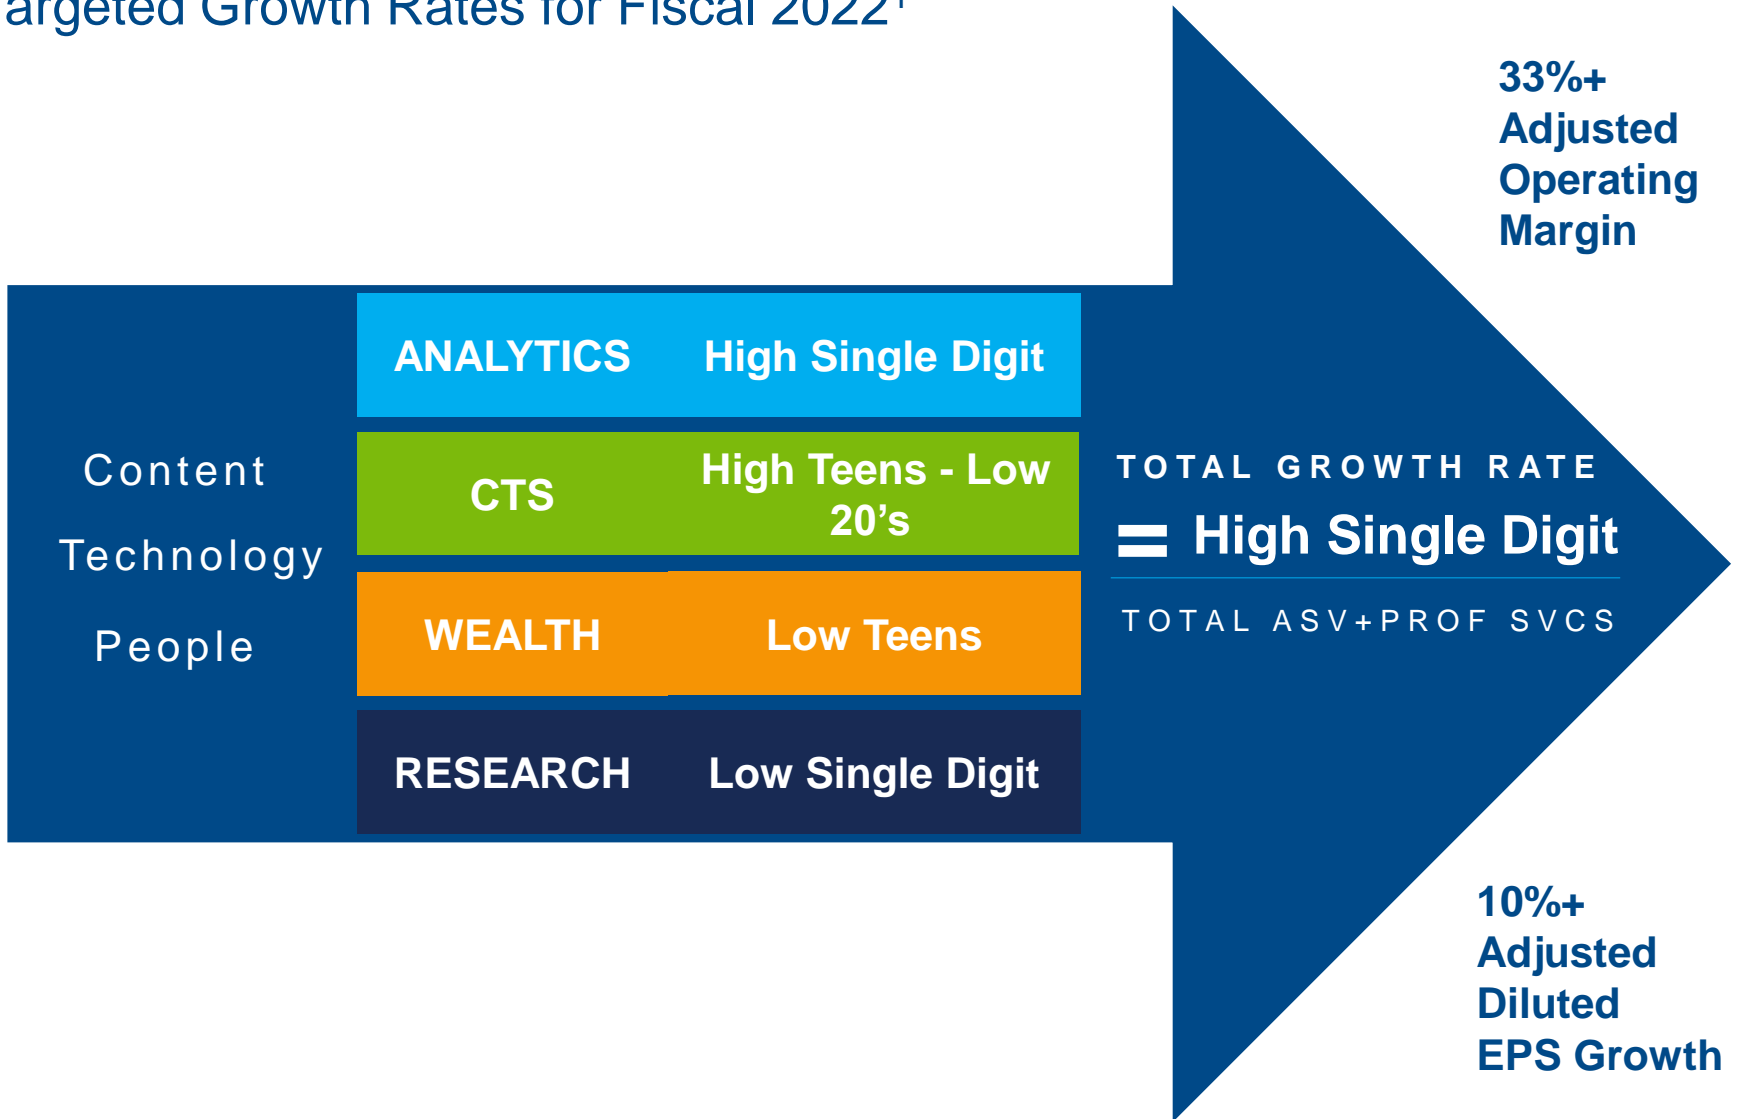 argeted Growth Rates for Fiscal 2022
33%+
Adjusted
Operating
Margin
ANALYTICS High Single Digit
Content
Technology
People
CTS
High Teens - Low
20’s
WEALTH Low Teens
RESEARCH Low Single Digit
TOTAL GROWTH RATE
= High Single Digit
TOTAL ASV+PROF SVCS
10%+
Adjusted
Diluted
EPS Growth